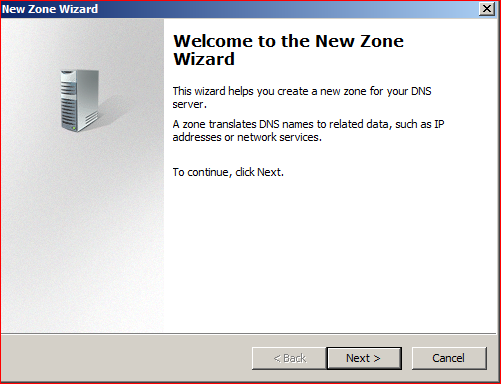 New Zone Wizard
Welcome to the New Zone
Wizard
This wizard helps you create a new zone for your DNS
server.
A zone translates DNS names to related data, such as IP
addresses or network services.
To continue, click Next.
< Back
Next >
Cancel